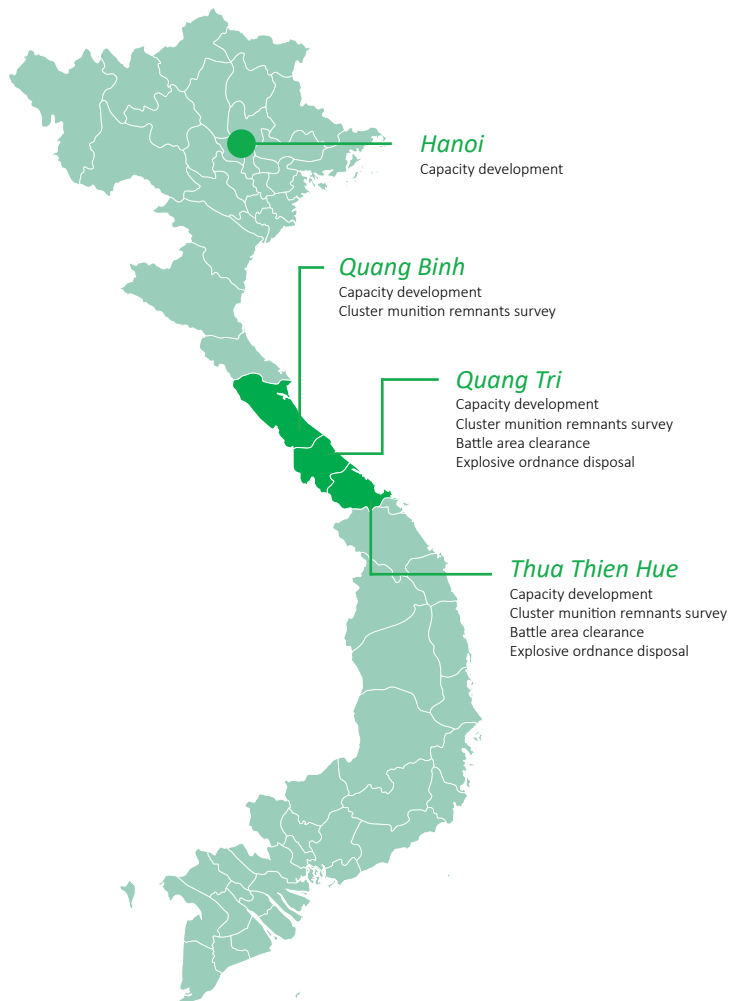 Hanoi
Capacity development
Quang Binh
Capacity development
Cluster munition remnants survey
Quang Tri
Capacity development
Cluster munition remnants survey
Battle area clearance
Explosive ordnance disposal
Thua Thien Hue
Capacity development
Cluster munition remnants survey
Battle area clearance
Explosive ordnance disposal